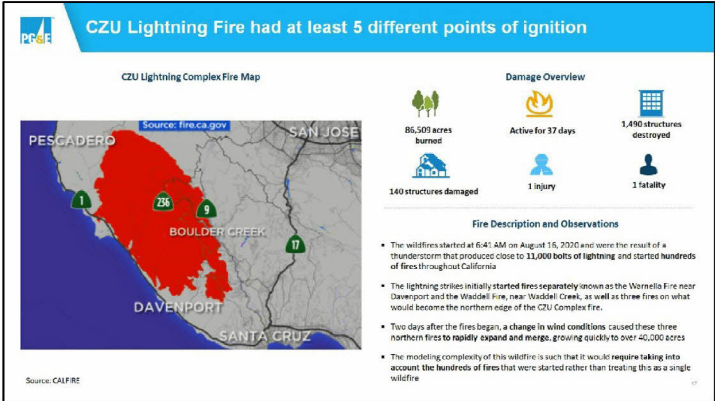 PG&E
CZU Lightning Fire had at least 5 different points of ignition
CZU Lightning Complex Fire Map
Source: fire.ca.gov
PESCADERO
SAN JOSE
1
236
9
BOULDER CREEK
17
DAVENPORT
SANTA CRUZ
Source: CALFIRE
Damage Overview
86,509 acres
burned
Active for 37 days
1,490 structures
destroyed
140 structures damaged
1 injury
1 fatality
Fire Description and Observations
• The wildfires started at 6:41 AM on August 16, 2020 and were the result of a
thunderstorm that produced close to 11,000 bolts of lightning and started hundreds
of fires throughout California
• The lightning strikes initially started fires separately known as the Warnella Fire near
Davenport and the Waddell Fire, near Waddell Creek, as well as three fires on what
would become the northern edge of the CZU Complex fire.
• Two days after the fires began, a change in wind conditions caused these three
northern fires to rapidly expand and merge, growing quickly to over 40,000 acres
• The modeling complexity of this wildfire is such that it would require taking into
account the hundreds of fires that were started rather than treating this as a single
wildfire